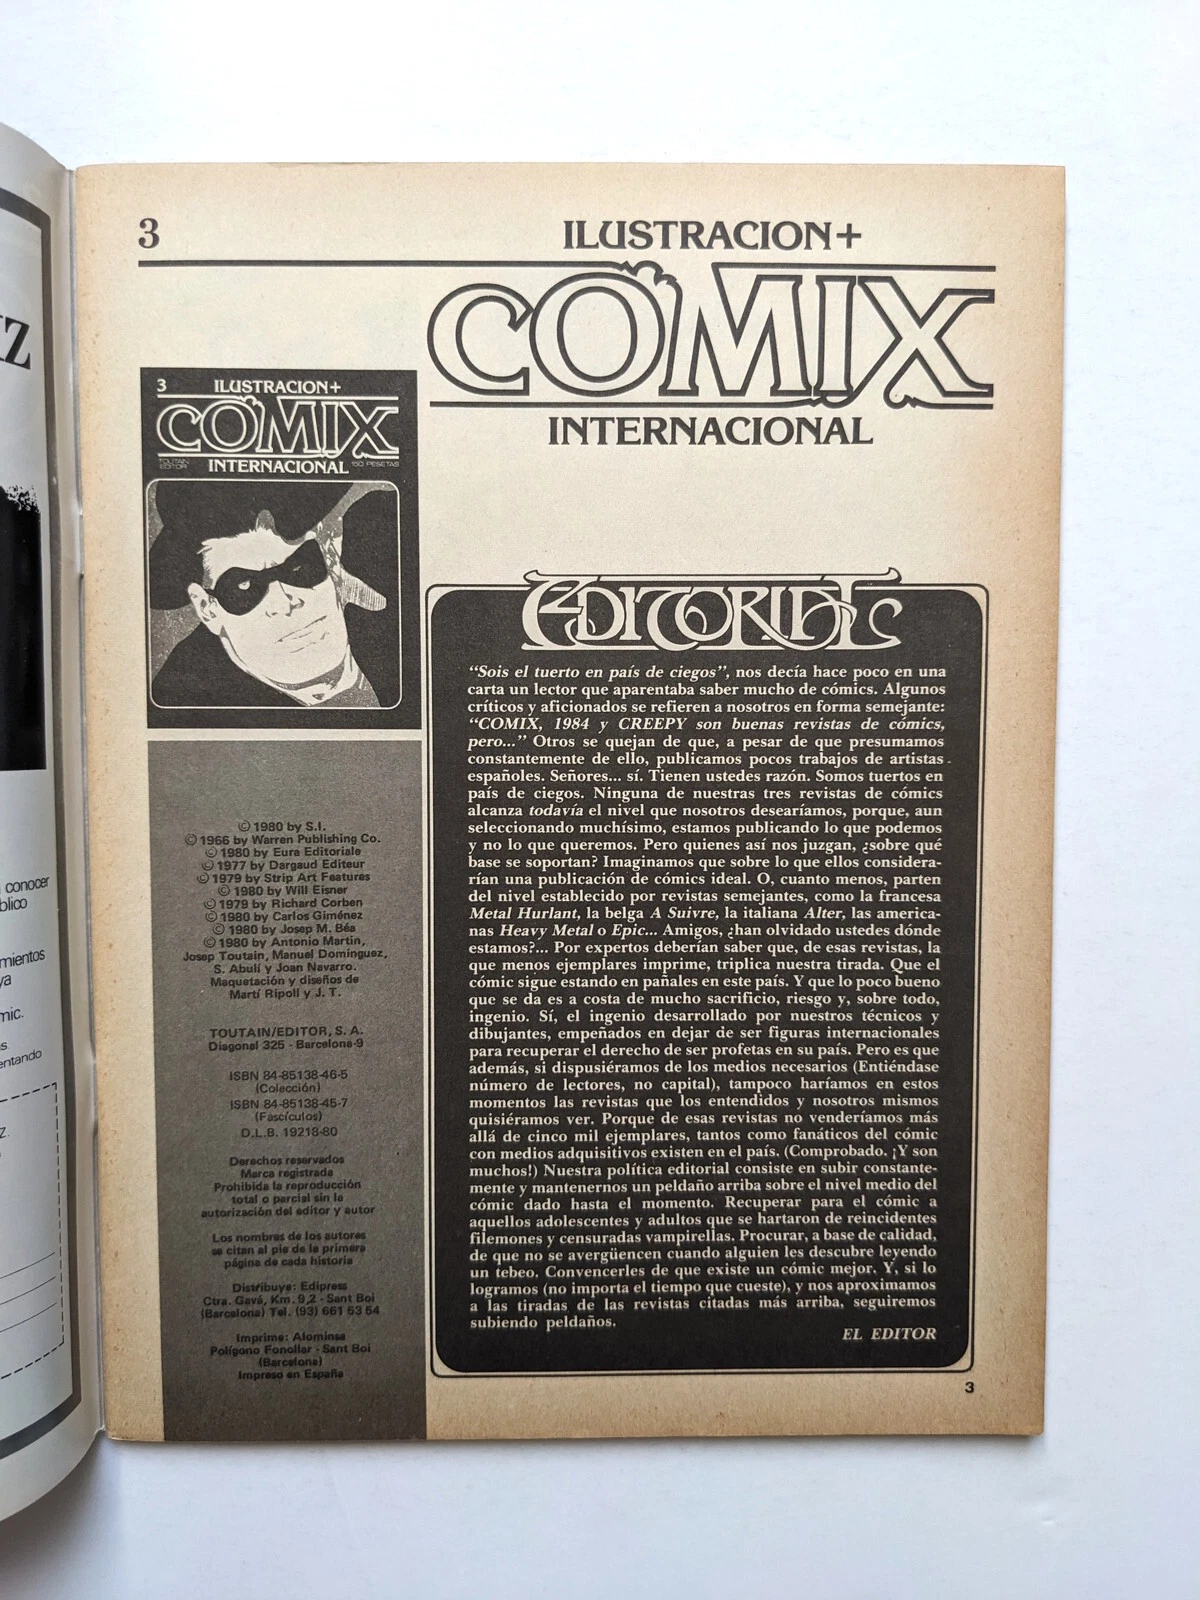 IZ
conocer
blico
mientos
ya
mic.
s.
entando
Z.
3
ILUSTRACION+
COMIX
INTERNACIONAL
3
ILUSTRACION+
COMIX
TOUTAIN
EDITOR
INTERNACIONAL
150 PESETAS
© 1980 by S.I.
© 1966 by Warren Publishing Co.
© 1980 by Eura Editoriale
© 1977 by Dargaud Editeur
© 1979 by Strip Art Features
© 1980 by Will Eisner
© 1979 by Richard Corben
© 1980 by Carlos Giménez
© 1980 by Josep M. Béa
© 1980 by Antonio Martin,
Josep Toutain, Manuel Dominguez,
S. Abulí y Joan Navarro.
Maquetación y diseños de
Martí Ripoll y J. T.
TOUTAIN/EDITOR, S. A.
Diagonal 325 - Barcelona-9
ISBN 84-85138-46-5
(Colección)
ISBN 84-85138-45-7
(Fascículos)
D.L.B. 19218-80
Derechos reservados
Marca registrada
Prohibida la reproducción
total o parcial sin la
autorización del editor y autor
Los nombres de los autores
se citan al pie de la primera
página de cada historia
Distribuye: Edipress
Ctra. Gavá, Km. 9,2 - Sant Boi
(Barcelona) Tel. (93) 661 53 54
Imprime: Alominsa
Polígono Fonollar - Sant Boi
(Barcelona)
Impreso en España
EDITORIAL
“Sois el tuerto en país de ciegos”, nos decía hace poco en una
carta un lector que aparentaba saber mucho de cómics. Algunos
críticos y aficionados se refieren a nosotros en forma semejante:
“COMIX, 1984 y CREEPY son buenas revistas de cómics,
pero...” Otros se quejan de que, a pesar de que presumamos
constantemente de ello, publicamos pocos trabajos de artistas
españoles. Señores... sí. Tienen ustedes razón. Somos tuertos en
país de ciegos. Ninguna de nuestras tres revistas de cómics
alcanza todavía el nivel que nosotros desearíamos, porque, aun
seleccionando muchísimo, estamos publicando lo que podemos
y no lo que queremos. Pero quienes así nos juzgan, ¿sobre qué
base se soportan? Imaginamos que sobre lo que ellos considera-
rían una publicación de cómics ideal. O, cuanto menos, parten
del nivel establecido por revistas semejantes, como la francesa
Metal Hurlant, la belga A Suivre, la italiana Alter, las america-
nas Heavy Metal o Epic... Amigos, ¿han olvidado ustedes dónde
estamos?... Por expertos deberían saber que, de esas revistas, la
que menos ejemplares imprime, triplica nuestra tirada. Que el
cómic sigue estando en pañales en este país. Y que lo poco bueno
que se da es a costa de mucho sacrificio, riesgo y, sobre todo,
ingenio. Sí, el ingenio desarrollado por nuestros técnicos y
dibujantes, empeñados en dejar de ser figuras internacionales
para recuperar el derecho de ser profetas en su país. Pero es que
además, si dispusiéramos de los medios necesarios (Entiéndase
número de lectores, no capital), tampoco haríamos en estos
momentos las revistas que los entendidos y nosotros mismos
quisiéramos ver. Porque de esas revistas no venderíamos más
allá de cinco mil ejemplares, tantos como fanáticos del cómic
con medios adquisitivos existen en el país. (Comprobado. ¡Y son
muchos!) Nuestra política editorial consiste en subir constante-
mente y mantenernos un peldaño arriba sobre el nivel medio del
cómic dado hasta el momento. Recuperar para el cómic a
aquellos adolescentes y adultos que se hartaron de reincidentes
filemones y censuradas vampirellas. Procurar, a base de calidad,
de que no se avergüencen cuando alguien les descubre leyendo
un tebeo. Convencerles de que existe un cómic mejor. Y, si lo
logramos (no importa el tiempo que cueste), y nos aproximamos
a las tiradas de las revistas citadas más arriba, seguiremos
subiendo peldaños.
EL EDITOR
3